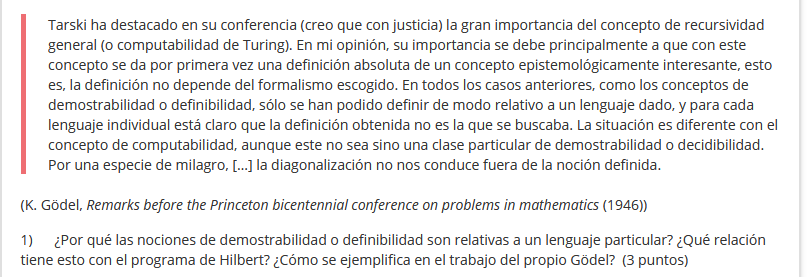 Tarski ha destacado en su conferencia (creo que con justicia) la gran importancia del concepto de recursividad
general (o computabilidad de Turing). En mi opinión, su importancia se debe principalmente a que con este
concepto se da por primera vez una definición absoluta de un concepto epistemológicamente interesante, esto
es, la definición no depende del formalismo escogido. En todos los casos anteriores, como los conceptos de
demostrabilidad o definibilidad, sólo se han podido definir de modo relativo a un lenguaje dado, y para cada
lenguaje individual está claro que la definición obtenida no es la que se buscaba. La situación es diferente con el
concepto de computabilidad, aunque este no sea sino una clase particular de demostrabilidad o decidibilidad.
Por una especie de milagro, [...] la diagonalización no nos conduce fuera de la noción definida.
(K. Gödel, Remarks before the Princeton bicentennial conference on problems in mathematics (1946))
1) ¿Por qué las nociones de demostrabilidad o definibilidad son relativas a un lenguaje particular? ¿Qué relación
tiene esto con el programa de Hilbert? ¿Cómo se ejemplifica en el trabajo del propio Gödel? (3 puntos)